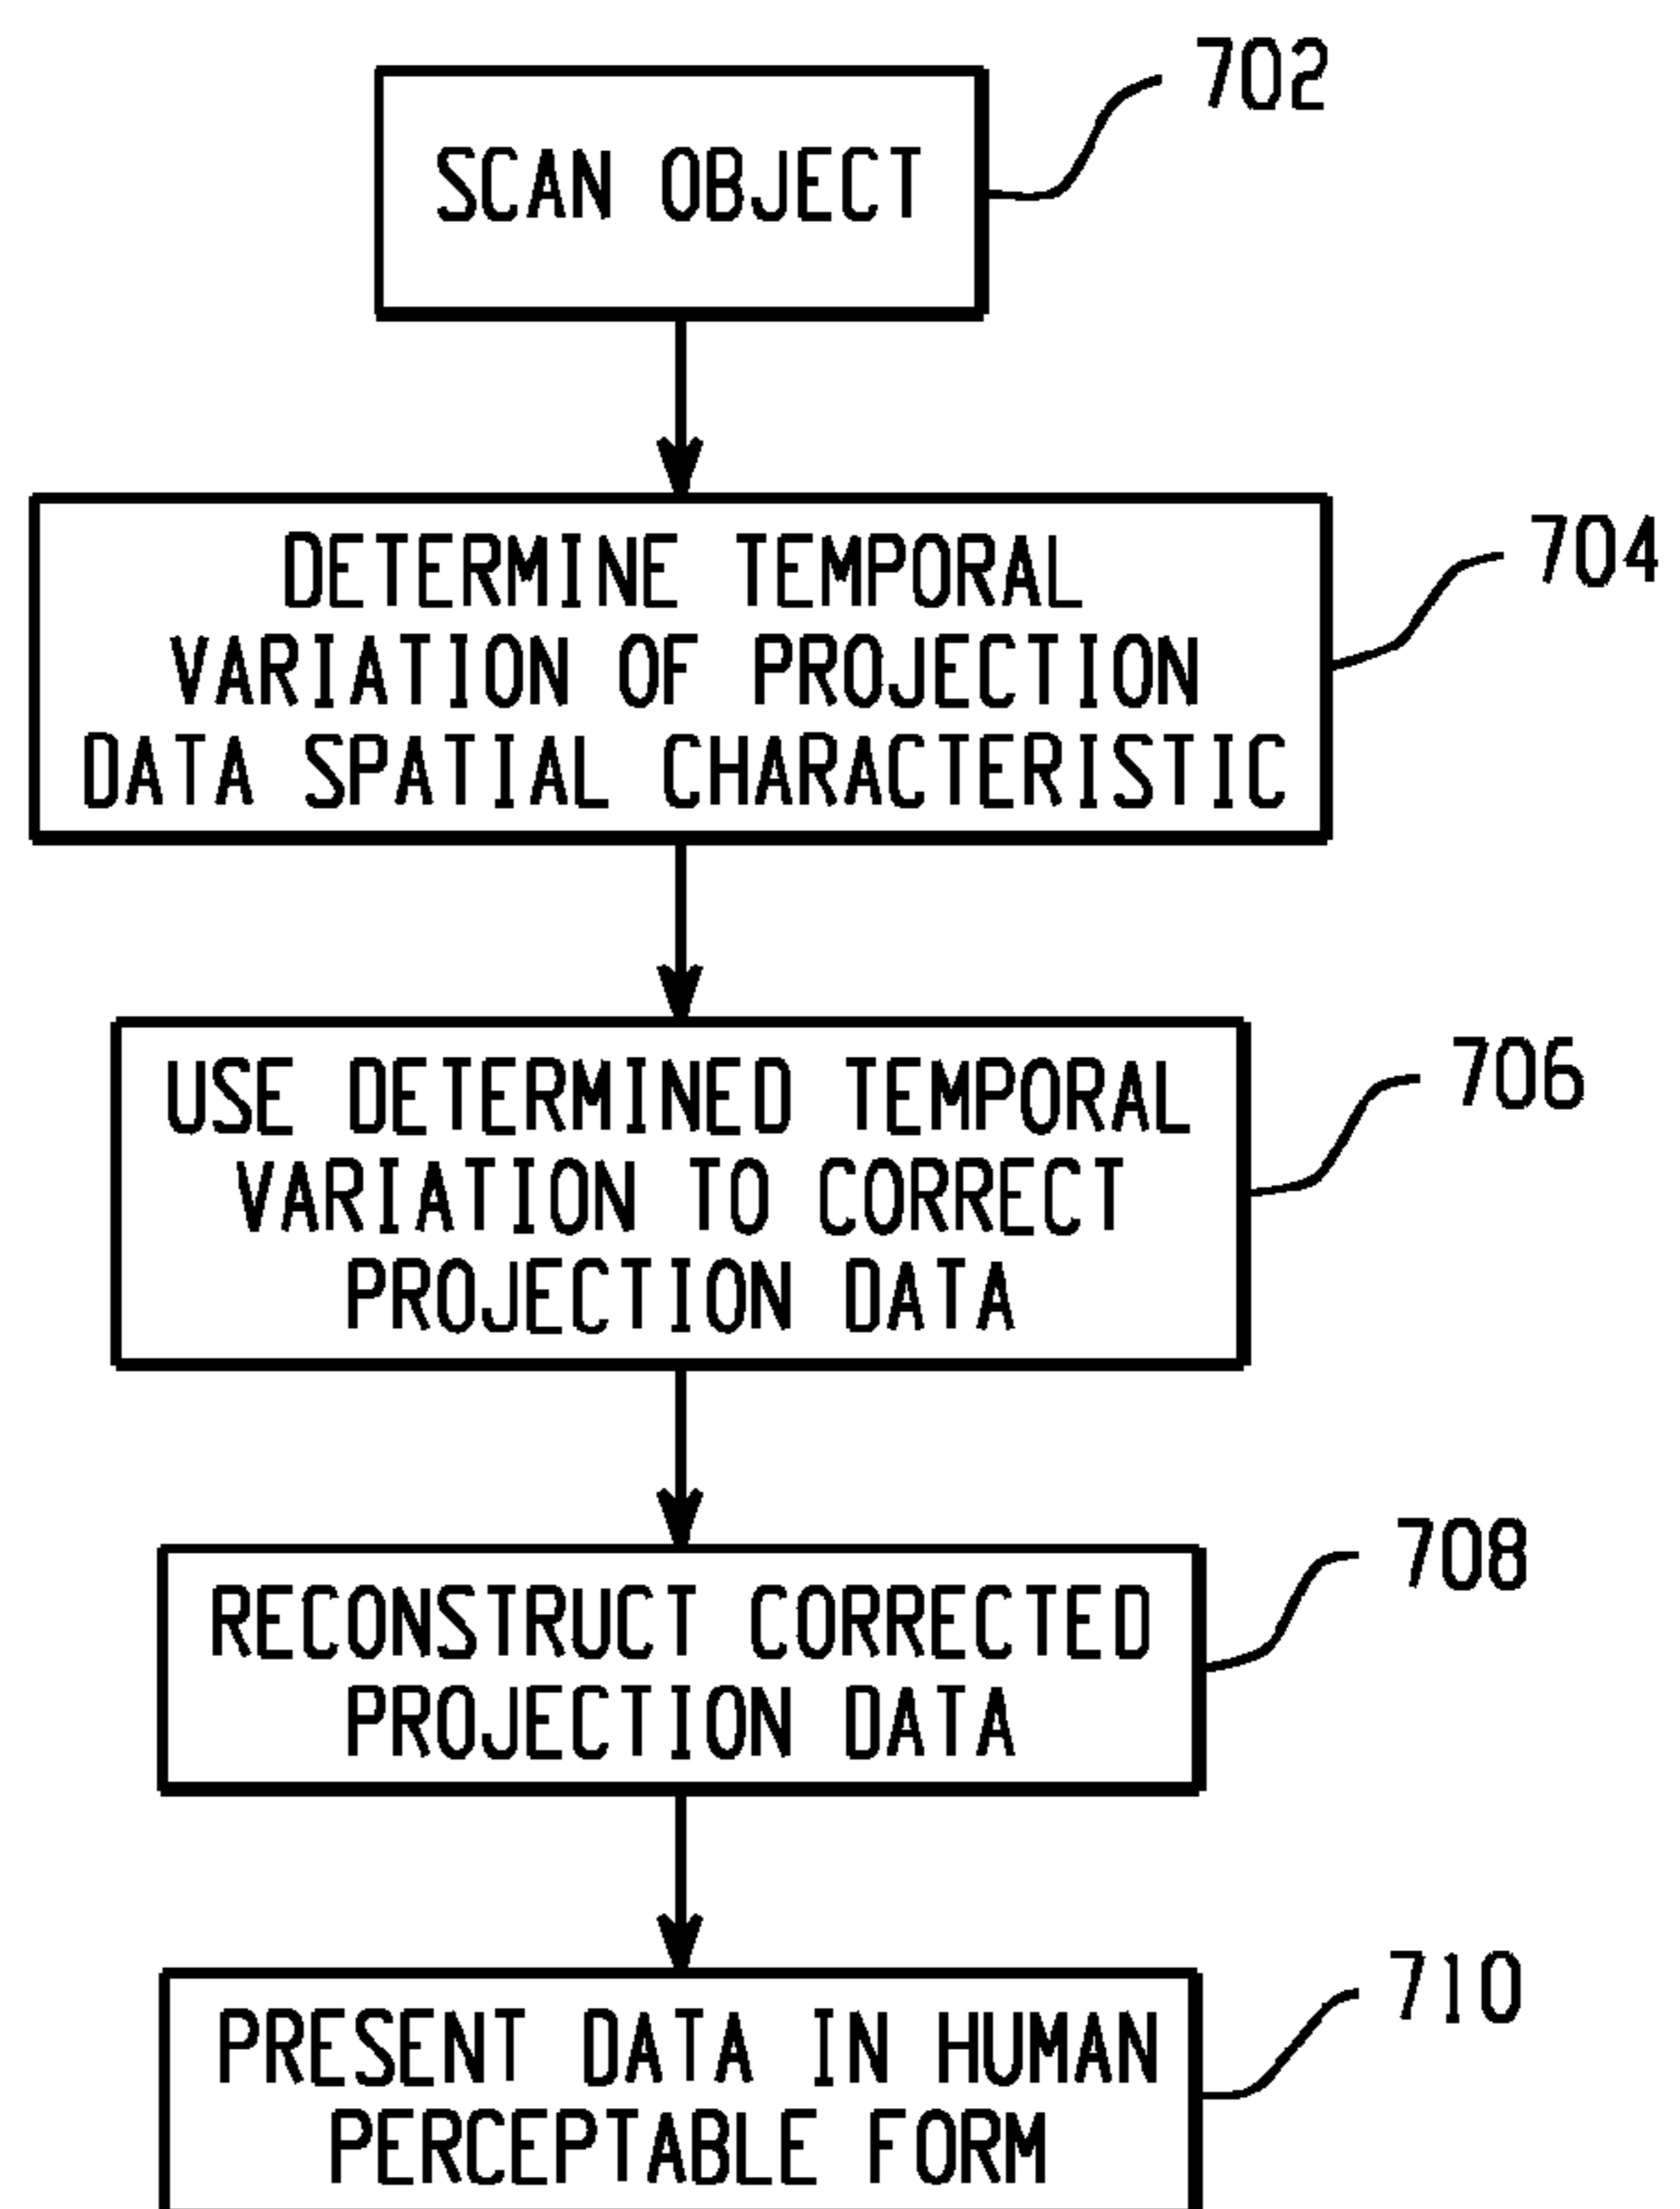 702
SCAN OBJECT
704
DETERMINE TEMPORAL
VARIATION OF PROJECTION
DATA SPATIAL CHARACTERISTIC
706
USE DETERMINED TEMPORAL
VARIATION TO CORRECT
PROJECTION DATA
708
RECONSTRUCT CORRECTED
PROJECTION DATA
710
PRESENT DATA IN HUMAN
PERCEPTABLE FORM